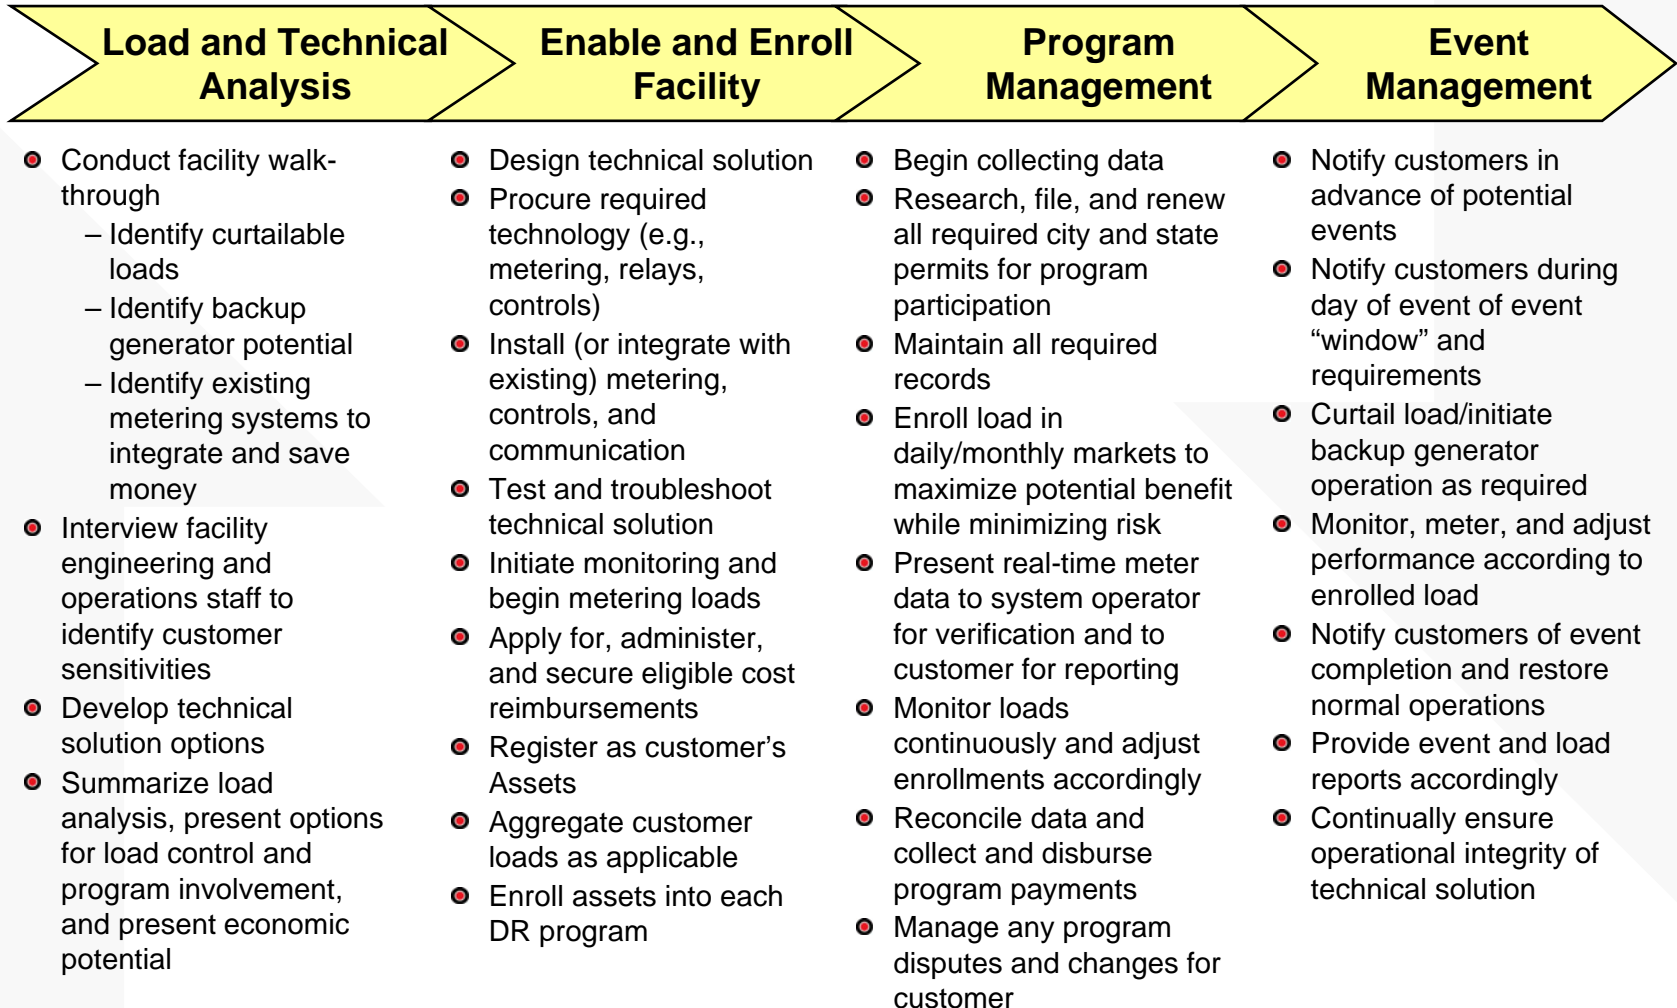 Load and Technical
Analysis
Enable and Enroll
Facility
Program
Management
Event
Management
Conduct facility walk-
through
– Identify curtailable
loads
– Identify backup
generator potential
– Identify existing
metering systems to
integrate and save
money
Interview facility
engineering and
operations staff to
identify customer
sensitivities
Develop technical
solution options
Summarize load
analysis, present options
for load control and
program involvement,
and present economic
potential
Design technical solution
Procure required
technology (e.g.,
metering, relays,
controls)
Install (or integrate with
existing) metering,
controls, and
communication
Test and troubleshoot
technical solution
Initiate monitoring and
begin metering loads
Apply for, administer,
and secure eligible cost
reimbursements
Register as customer’s
Assets
Aggregate customer
loads as applicable
Enroll assets into each
DR program
Begin collecting data
Research, file, and renew
all required city and state
permits for program
participation
Maintain all required
records
Enroll load in
daily/monthly markets to
maximize potential benefit
while minimizing risk
Present real-time meter
data to system operator
for verification and to
customer for reporting
Monitor loads
continuously and adjust
enrollments accordingly
Reconcile data and
collect and disburse
program payments
Manage any program
disputes and changes for
customer
Notify customers in
advance of potential
events
Notify customers during
day of event of event
“window” and
requirements
Curtail load/initiate
backup generator
operation as required
Monitor, meter, and adjust
performance according to
enrolled load
Notify customers of event
completion and restore
normal operations
Provide event and load
reports accordingly
Continually ensure
operational integrity of
technical solution